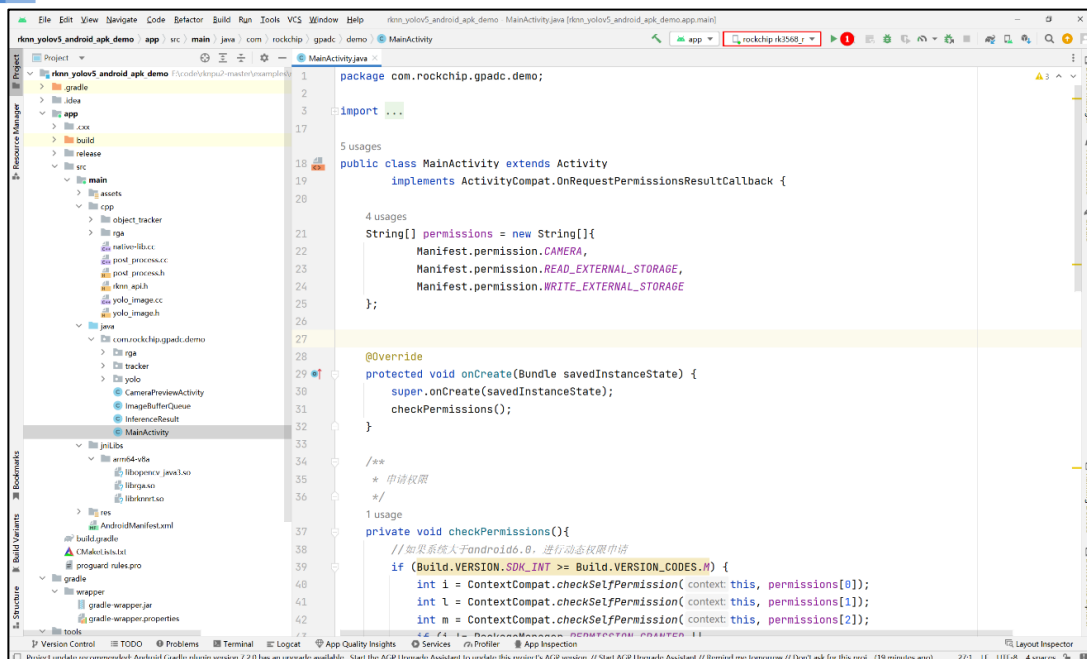 File Edit View Navigate Code Refactor Build Run Tools VCS Window Help rknn_yolov5_android_apk_demo - MainActivity.java [rknn_yolov5_android_apk_demo.app.main]
rknn_yolov5_android_apk_demo app src main java com rockchip gpadc demo MainActivity app rockchip rk3568_r 1
Project MainActivity.java
rknn_yolov5_android_apk_demo
.gradle
.idea
app
.cxx
build
release
src
main
assets
cpp
object_tracker
rga
native-lib.cc
post_process.cc
post_process.h
rknn_api.h
yolo_image.cc
yolo_image.h
java
com.rockchip.gpadc.demo
rga
tracker
yolo
CameraPreviewActivity
ImageBufferQueue
InferenceResult
MainActivity
jniLibs
arm64-v8a
libopencv_java3.so
librga.so
librknnrt.so
res
AndroidManifest.xml
build.gradle
CMakeLists.txt
proguard-rules.pro
gradle
wrapper
gradle-wrapper.jar
gradle-wrapper.properties
tools
Project
Resource Manager
Bookmarks
Build Variants
Structure
1 package com.rockchip.gpadc.demo;
2
3 import ...
17
5 usages
18 public class MainActivity extends Activity
19 implements ActivityCompat.OnRequestPermissionsResultCallback {
20
4 usages
21 String[] permissions = new String[]{
22 Manifest.permission.CAMERA,
23 Manifest.permission.READ_EXTERNAL_STORAGE,
24 Manifest.permission.WRITE_EXTERNAL_STORAGE
25 };
26
27
28 @Override
29 protected void onCreate(Bundle savedInstanceState) {
30 super.onCreate(savedInstanceState);
31 checkPermissions();
32 }
33
34 /**
35 * 申请权限
36 */
1 usage
37 private void checkPermissions(){
38 //如果系统大于android6.0，进行动态权限申请
39 if (Build.VERSION.SDK_INT >= Build.VERSION_CODES.M) {
40 int i = ContextCompat.checkSelfPermission( context: this, permissions[0]);
41 int l = ContextCompat.checkSelfPermission( context: this, permissions[1]);
42 int m = ContextCompat.checkSelfPermission( context: this, permissions[2]);
3
Version Control TODO Problems Terminal Logcat App Quality Insights Services Profiler App Inspection Layout Inspector